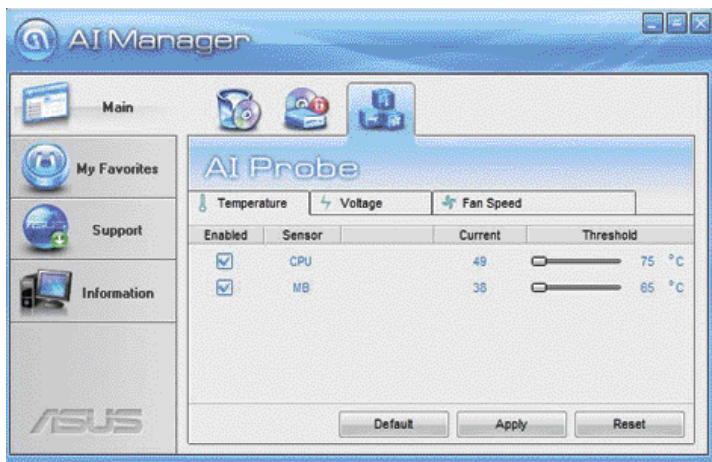 AI Manager
Main
My Favorites
Support
Information
ASUS
AI Probe
Temperature Voltage Fan Speed
Enabled Sensor Current Threshold
CPU 49 75 °C
MB 38 65 °C
Default Apply Reset